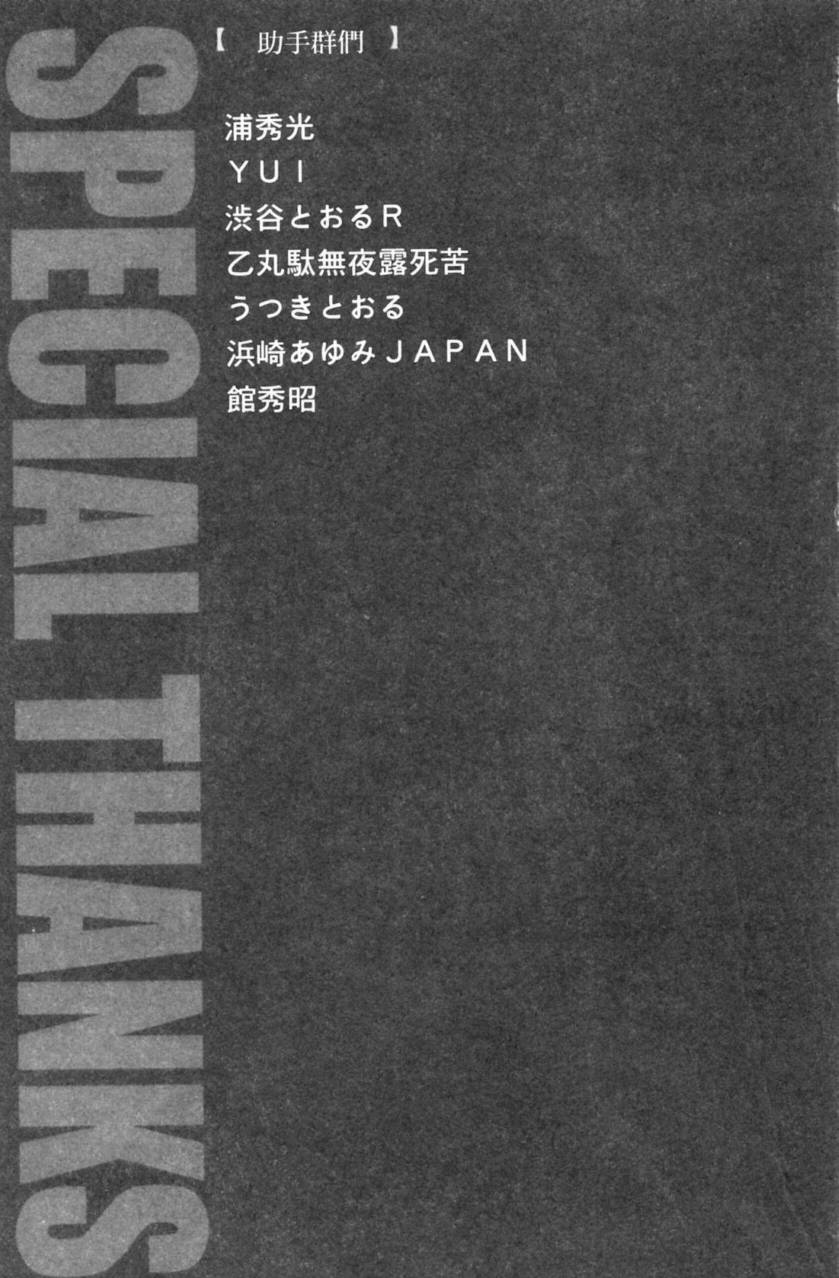 SPECIAL THANKS
【 助手群們 】
浦秀光
ＹＵＩ
渋谷とおるＲ
乙丸駄無夜露死苦
うつきとおる
浜崎あゆみＪＡＰＡＮ
館秀昭